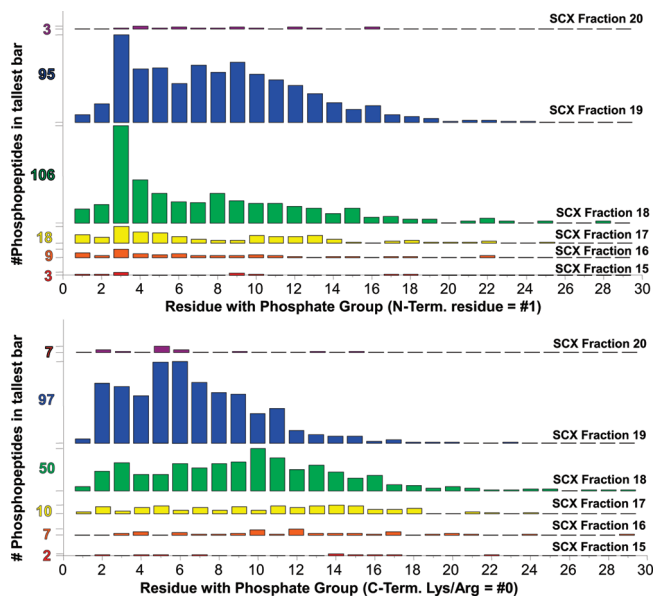 #Phosphopeptides in tallest bar
3
SCX Fraction 20
95
SCX Fraction 19
106
SCX Fraction 18
18
SCX Fraction 17
9
SCX Fraction 16
3
SCX Fraction 15
0 2 4 6 8 10 12 14 16 18 20 22 24 26 28 30
Residue with Phosphate Group (N-Term. residue = #1)
# Phosphopeptides in tallest bar
7
SCX Fraction 20
97
SCX Fraction 19
50
SCX Fraction 18
10
SCX Fraction 17
7
SCX Fraction 16
2
SCX Fraction 15
0 2 4 6 8 10 12 14 16 18 20 22 24 26 28 30
Residue with Phosphate Group (C-Term. Lys/Arg = #0)